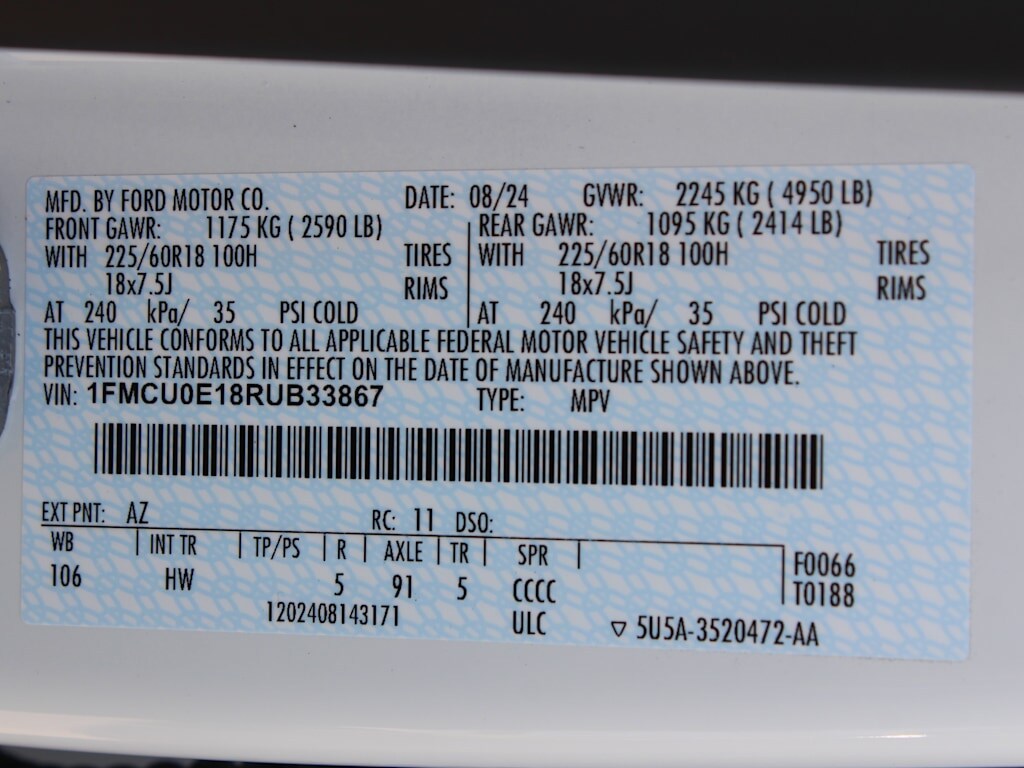 MFD. BY FORD MOTOR CO. DATE: 08/24 GVWR: 2245 KG ( 4950 LB)
FRONT GAWR: 1175 KG ( 2590 LB) REAR GAWR: 1095 KG ( 2414 LB)
WITH 225/60R18 100H TIRES WITH 225/60R18 100H TIRES
18x7.5J RIMS 18x7.5J RIMS
AT 240 kPa/ 35 PSI COLD AT 240 kPa/ 35 PSI COLD
THIS VEHICLE CONFORMS TO ALL APPLICABLE FEDERAL MOTOR VEHICLE SAFETY AND THEFT
PREVENTION STANDARDS IN EFFECT ON THE DATE OF MANUFACTURE SHOWN ABOVE.
VIN: 1FMCU0E18RUB33867 TYPE: MPV
EXT PNT: AZ RC: 11 DSO:
WB INT TR TP/PS R AXLE TR SPR F0066
106 HW 5 91 5 CCCC T0188
1202408143171 ULC ▽ 5U5A-3520472-AA